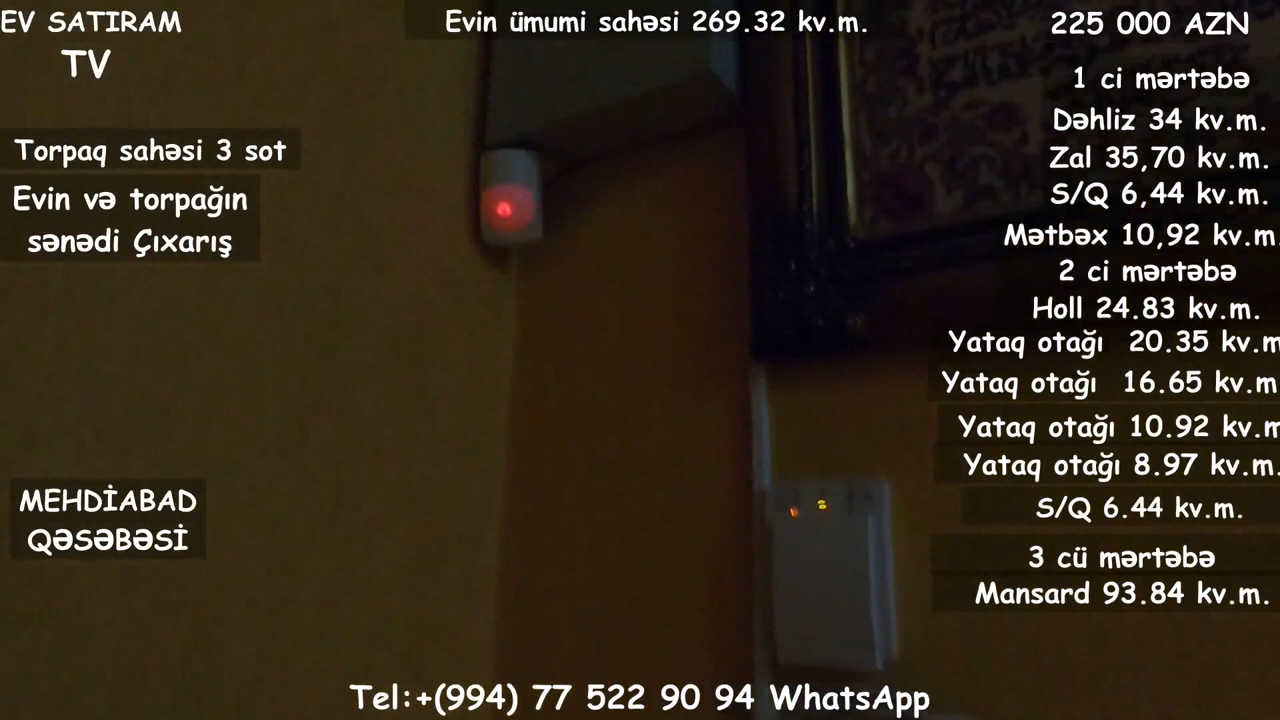 EV SATIRAM
TV
Evin ümumi sahəsi 269.32 kv.m.
225 000 AZN
Torpaq sahəsi 3 sot
Evin və torpağın
sənədi Çıxarış
MEHDİABAD
QƏSƏBƏSİ
1 ci mərtəbə
Dəhliz 34 kv.m.
Zal 35,70 kv.m.
S/Q 6,44 kv.m.
Mətbəx 10,92 kv.m.
2 ci mərtəbə
Holl 24.83 kv.m.
Yataq otağı 20.35 kv.m
Yataq otağı 16.65 kv.m
Yataq otağı 10.92 kv.m
Yataq otağı 8.97 kv.m.
S/Q 6.44 kv.m.
3 cü mərtəbə
Mansard 93.84 kv.m.
Tel:+(994) 77 522 90 94 WhatsApp